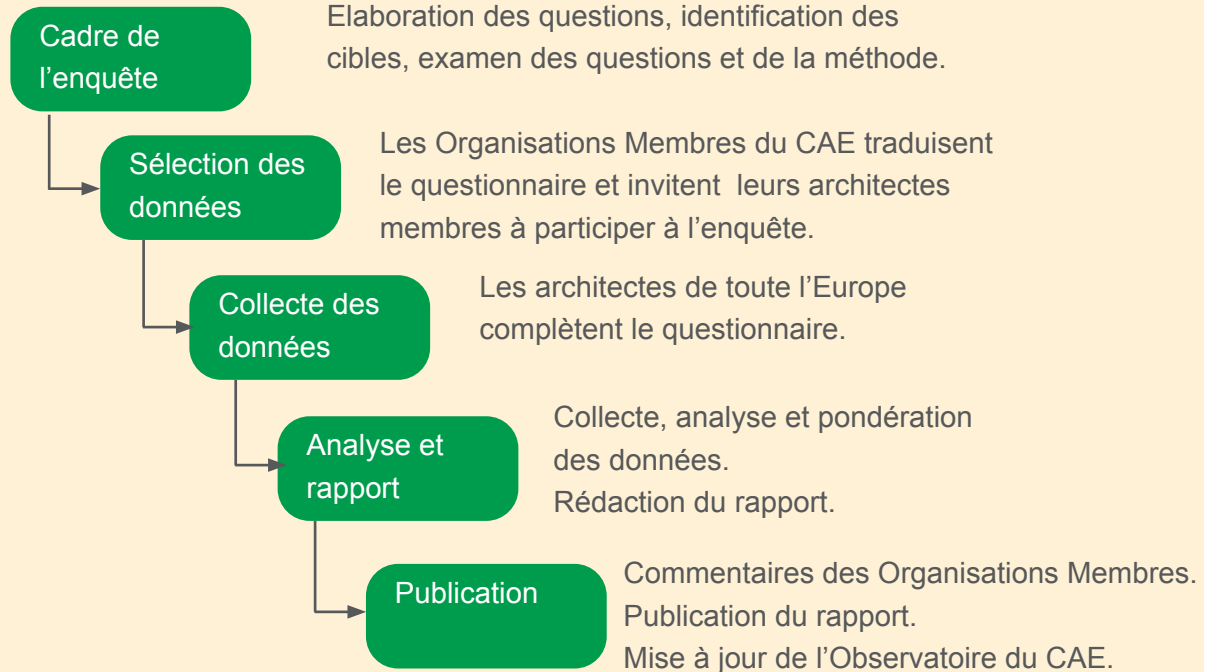 Cadre de
l’enquête
Elaboration des questions, identification des
cibles, examen des questions et de la méthode.
Sélection des
données
Les Organisations Membres du CAE traduisent
le questionnaire et invitent  leurs architectes
membres à participer à l’enquête.
Collecte des
données
Les architectes de toute l’Europe
complètent le questionnaire.
Analyse et
rapport
Collecte, analyse et pondération
des données.
Rédaction du rapport.
Publication
Commentaires des Organisations Membres.
Publication du rapport.
Mise à jour de l’Observatoire du CAE.